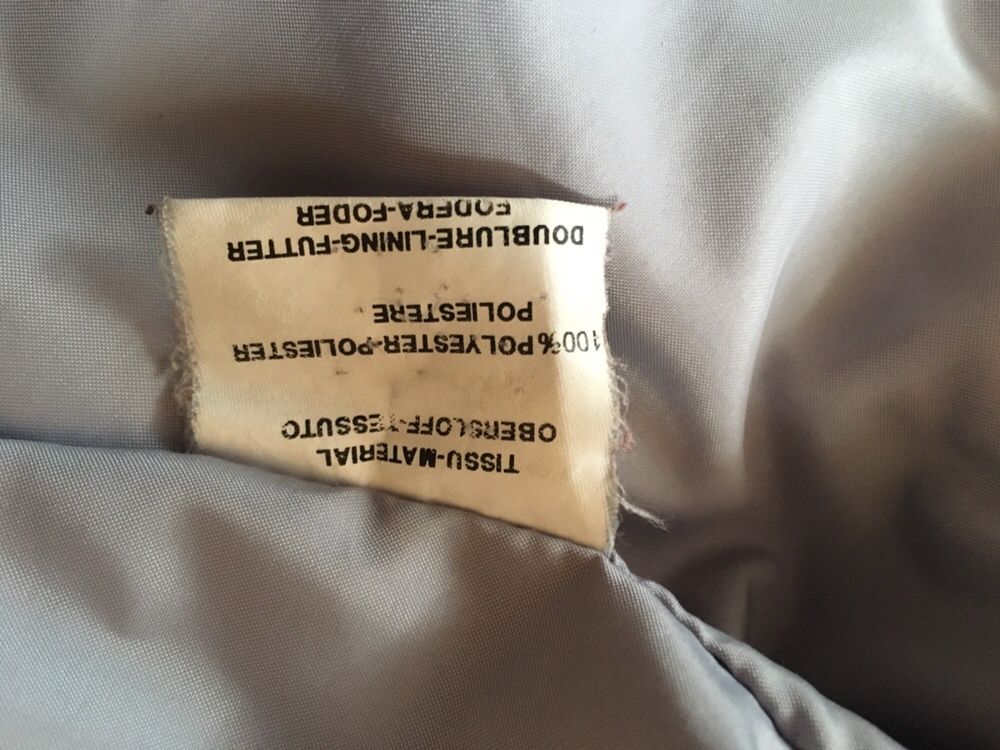 TISSU-MATERIAL
OBERSLOFF-TESSUTO
100% POLYESTER-POLIESTER
POLIESTERE
DOUBLURE-LINING-FUTTER
FODERA-FODER